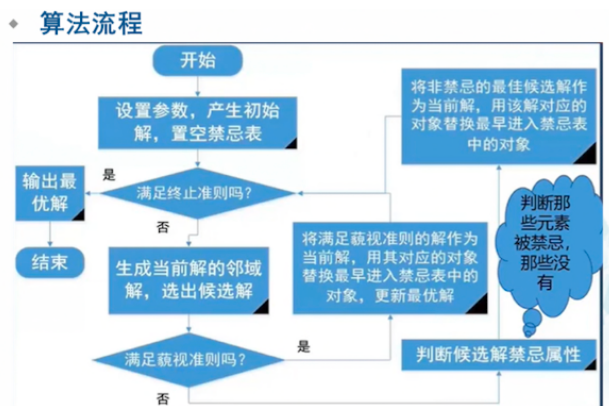 算法流程
开始
设置参数，产生初始
解，置空禁忌表
满足终止准则吗？
是
输出最
优解
结束
否
生成当前解的邻域
解，选出候选解
满足藐视准则吗？
是
否
将满足藐视准则的解作为
当前解，用其对应的对象
替换最早进入禁忌表中的
对象，更新最优解
将非禁忌的最佳候选解作
为当前解，用该解对应的
对象替换最早进入禁忌表
中的对象
判断那
些元素
被禁忌，
那些没
有
判断候选解禁忌属性